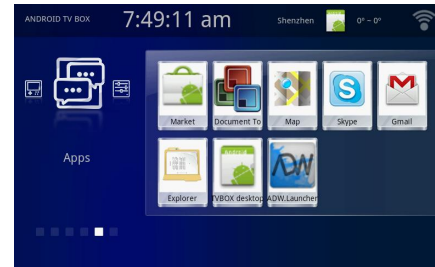 ANDROID TV BOX
7:49:11 am
Shenzhen
0° – 0°
Market
Document To
Map
Skype
Gmail
Apps
Explorer
TVBOX desktop
ADW.Launcher